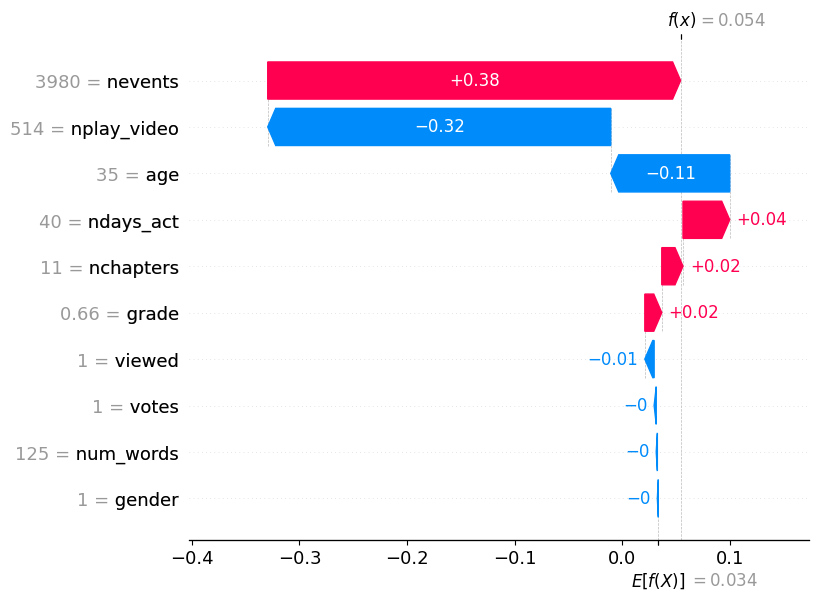 f(x) = 0.054
3980 = nevents
+0.38
514 = nplay_video
−0.32
35 = age
−0.11
40 = ndays_act
+0.04
11 = nchapters
+0.02
0.66 = grade
+0.02
1 = viewed
−0.01
1 = votes
−0
125 = num_words
−0
1 = gender
−0
−0.4 −0.3 −0.2 −0.1 0.0 0.1
E[f(X)] = 0.034